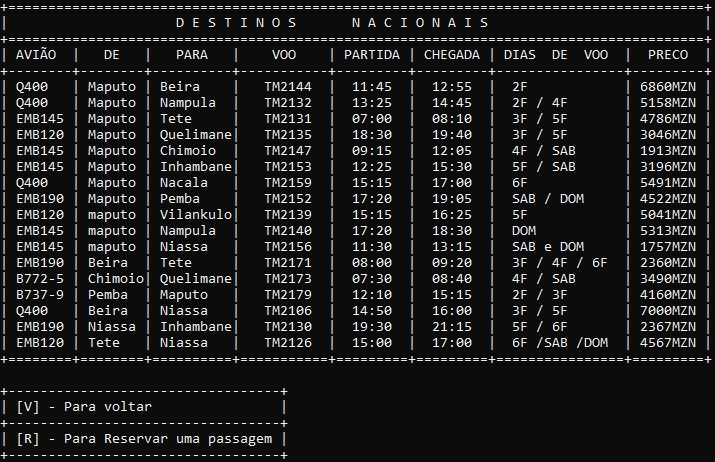 D E S T I N O S N A C I O N A I S
| AVIÃO | DE | PARA | VOO | PARTIDA | CHEGADA | DIAS DE VOO | PRECO |
| Q400 | Maputo | Beira | TM2144 | 11:45 | 12:55 | 2F | 6860MZN |
| Q400 | Maputo | Nampula | TM2132 | 13:25 | 14:45 | 2F / 4F | 5158MZN |
| EMB145 | Maputo | Tete | TM2131 | 07:00 | 08:10 | 3F / 5F | 4786MZN |
| EMB120 | Maputo | Quelimane| TM2135 | 18:30 | 19:40 | 3F / 5F | 3046MZN |
| EMB145 | Maputo | Chimoio | TM2147 | 09:15 | 12:05 | 4F / SAB | 1913MZN |
| EMB145 | Maputo | Inhambane| TM2153 | 12:25 | 15:30 | 5F / SAB | 3196MZN |
| Q400 | Maputo | Nacala | TM2159 | 15:15 | 17:00 | 6F | 5491MZN |
| EMB190 | Maputo | Pemba | TM2152 | 17:20 | 19:05 | SAB / DOM | 4522MZN |
| EMB120 | maputo | Vilankulo| TM2139 | 15:15 | 16:25 | 5F | 5041MZN |
| EMB145 | maputo | Nampula | TM2140 | 17:20 | 18:30 | DOM | 5313MZN |
| EMB145 | maputo | Niassa | TM2156 | 11:30 | 13:15 | SAB e DOM | 1757MZN |
| EMB190 | Beira | Tete | TM2171 | 08:00 | 09:20 | 3F / 4F / 6F | 2360MZN |
| B772-5 | Chimoio| Quelimane| TM2173 | 07:30 | 08:40 | 4F / SAB | 3490MZN |
| B737-9 | Pemba | Maputo | TM2179 | 12:10 | 15:15 | 2F / 3F | 4160MZN |
| Q400 | Beira | Niassa | TM2106 | 14:50 | 16:00 | 3F / 5F | 7000MZN |
| EMB190 | Niassa | Inhambane| TM2130 | 19:30 | 21:15 | 5F / 6F | 2367MZN |
| EMB120 | Tete | Niassa | TM2126 | 15:00 | 17:00 | 6F /SAB /DOM | 4567MZN |
| [V] - Para voltar |
| [R] - Para Reservar uma passagem |